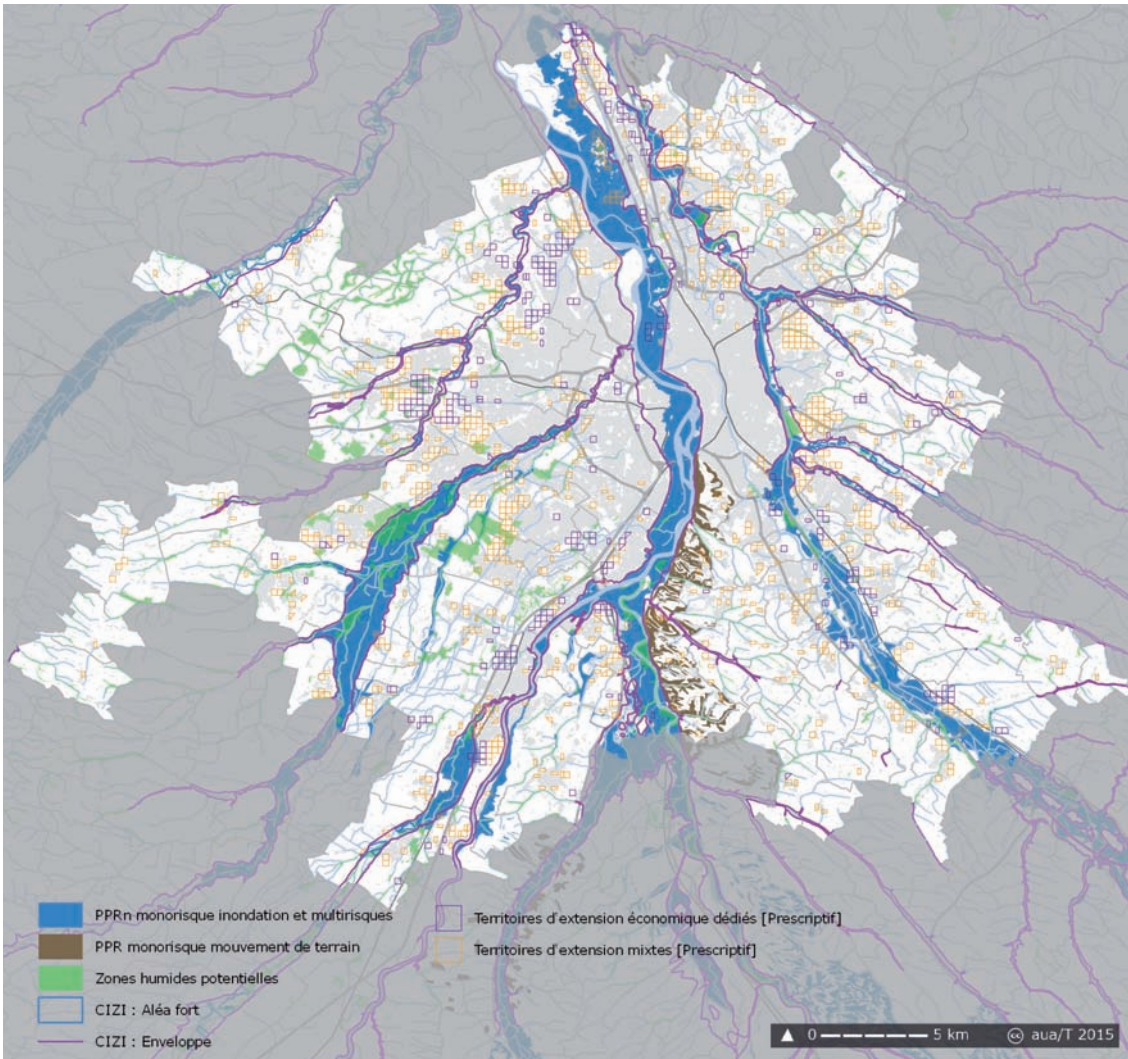 PPRn monorisque inondation et multirisques
PPR monorisque mouvement de terrain
Zones humides potentielles
CIZI : Aléa fort
CIZI : Enveloppe
Territoires d'extension économique dédiés [Prescriptif]
Territoires d'extension mixtes [Prescriptif]
0 5 km cc aua/T 2015